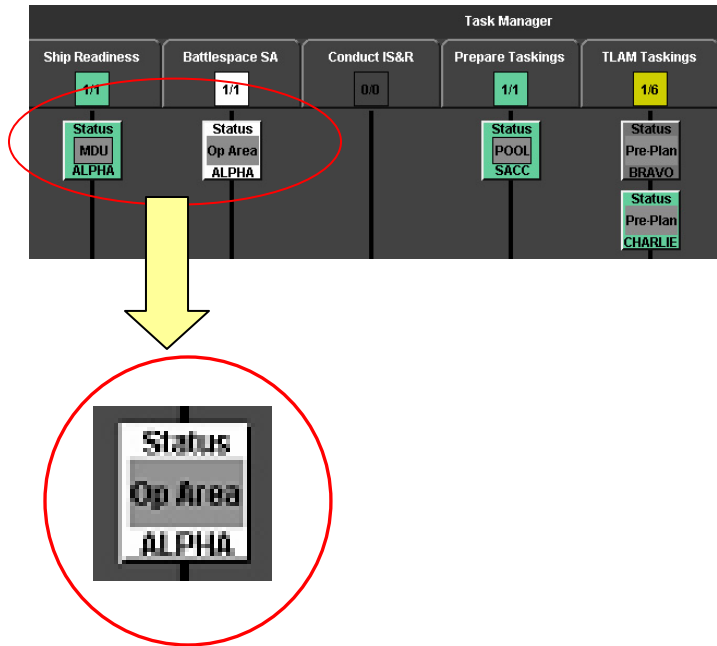 Task Manager
Ship Readiness Battlespace SA Conduct IS&R Prepare Taskings TLAM Taskings
1/1 1/1 0/0 1/1 1/6
Status Status Status Status
MDU Op Area POOL Pre-Plan
ALPHA ALPHA SACC BRAVO
Status
Pre-Plan
CHARLIE
Status
Op Area
ALPHA